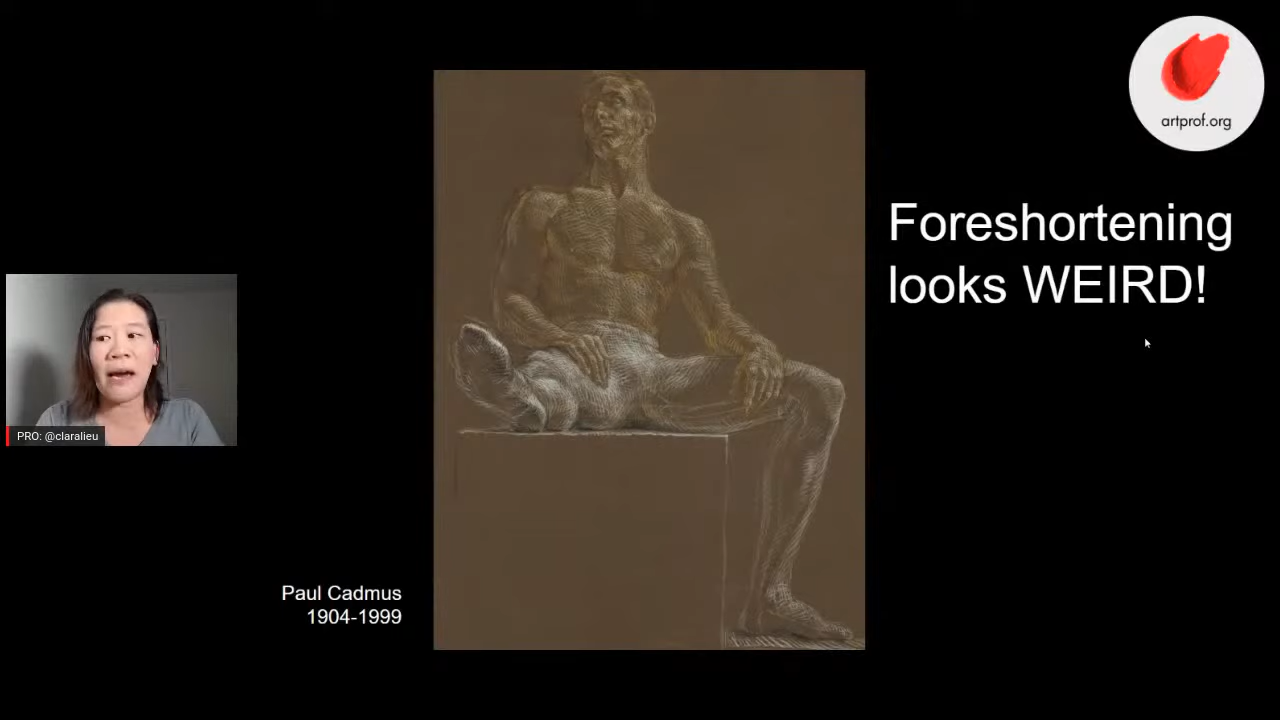 artprof.org
Foreshortening
looks WEIRD!
PRO: @claralieu
Paul Cadmus
1904-1999